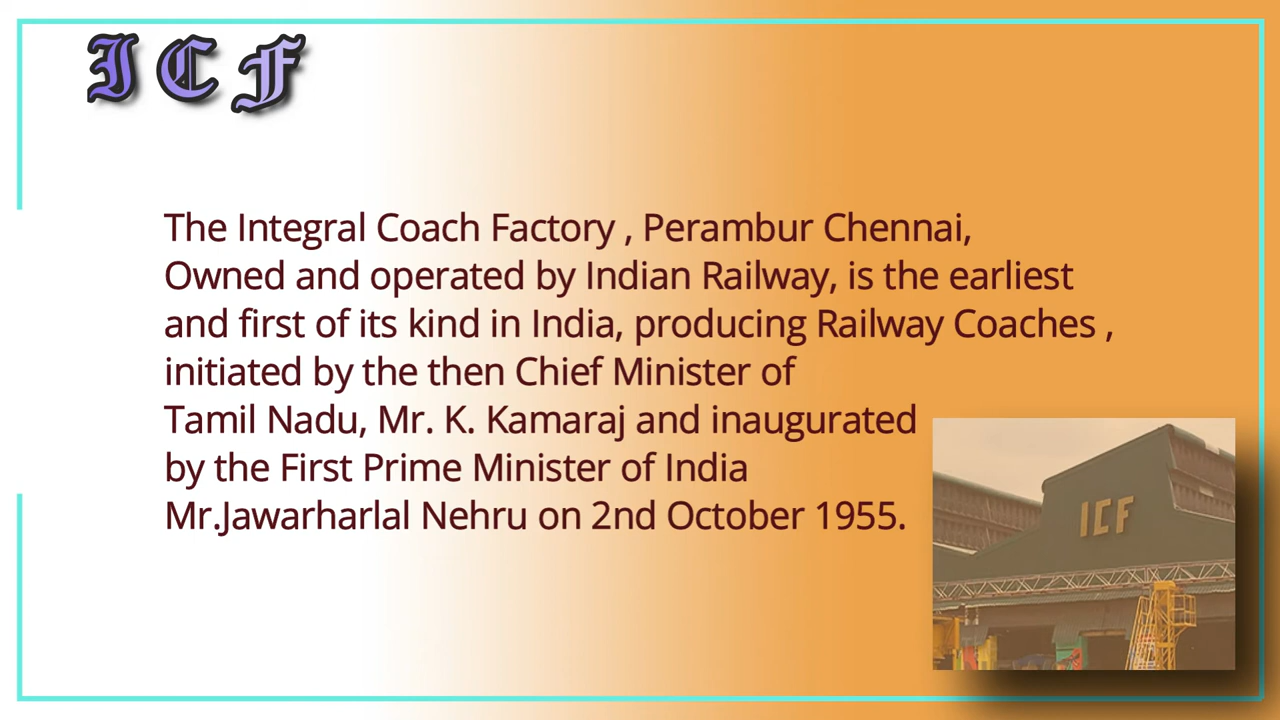 I C F
The Integral Coach Factory , Perambur Chennai,
Owned and operated by Indian Railway, is the earliest
and first of its kind in India, producing Railway Coaches ,
initiated by the then Chief Minister of
Tamil Nadu, Mr. K. Kamaraj and inaugurated
by the First Prime Minister of India
Mr.Jawarharlal Nehru on 2nd October 1955.
ICF